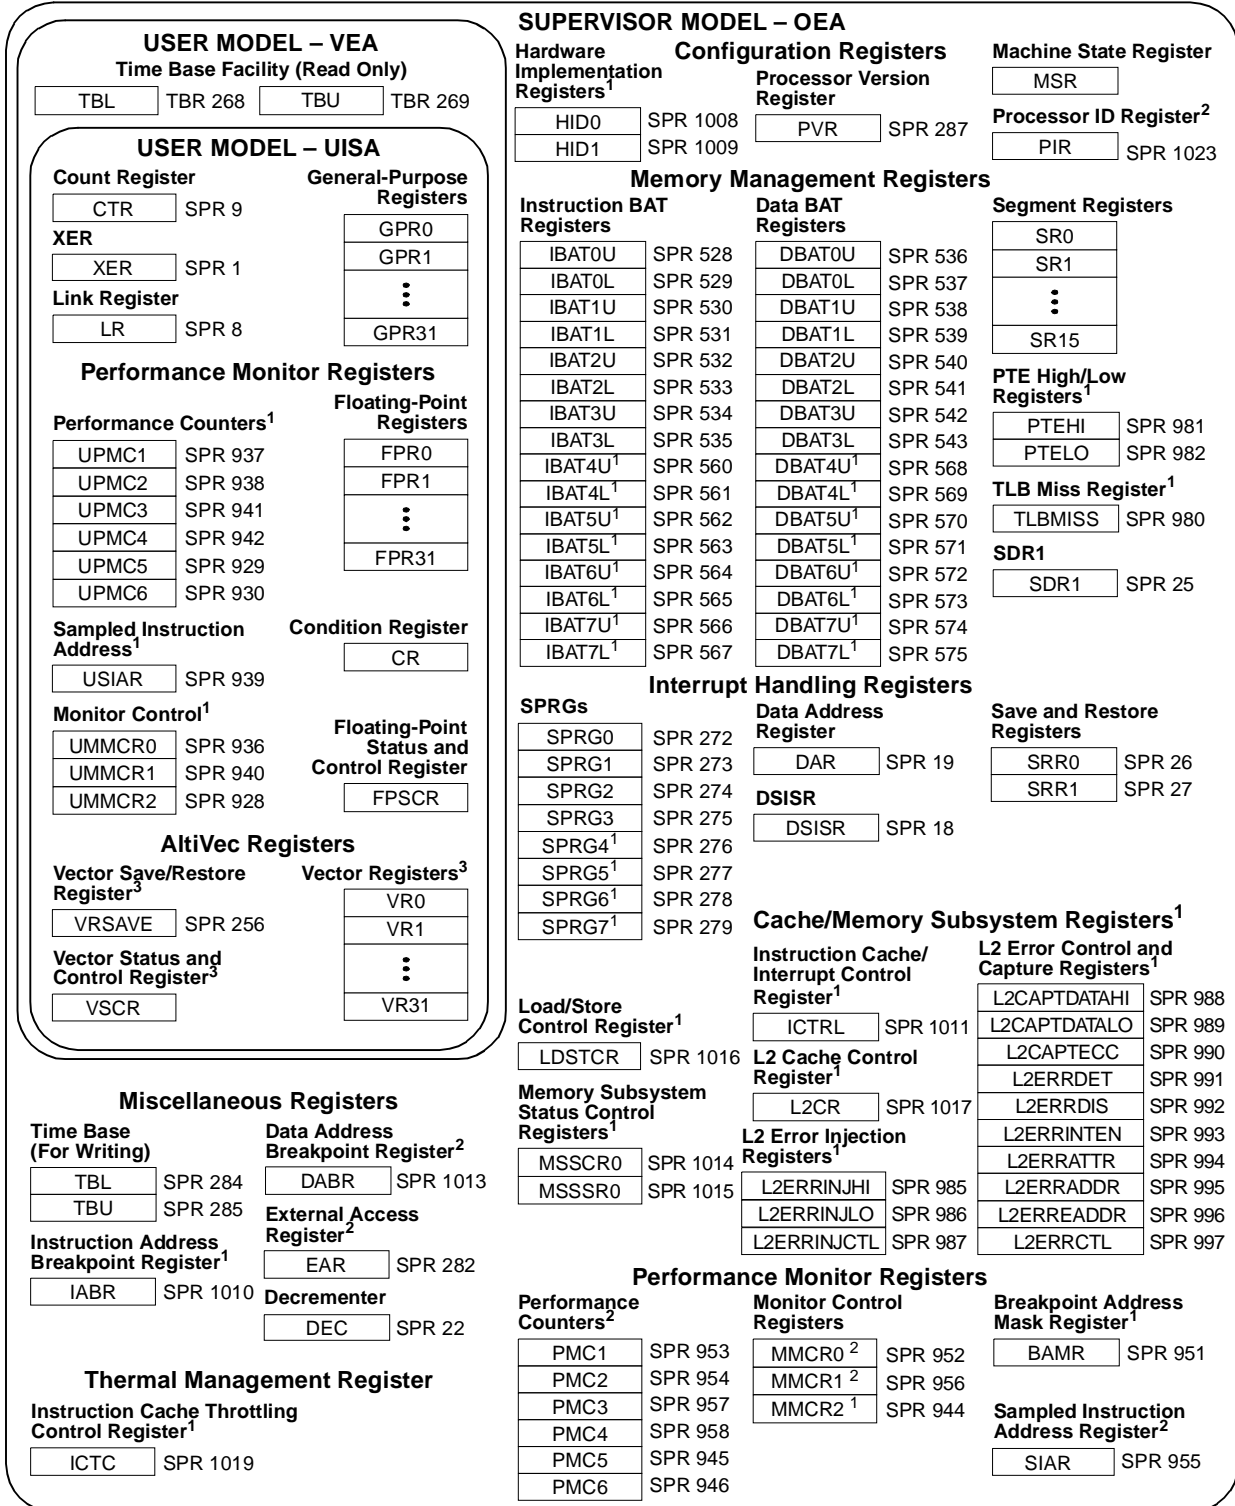 USER MODEL – VEA
Time Base Facility (Read Only)
TBL TBR 268 TBU TBR 269
USER MODEL – UISA
Count Register
CTR SPR 9
XER
XER SPR 1
Link Register
LR SPR 8
General-Purpose
Registers
GPR0
GPR1
GPR31
Performance Monitor Registers
Performance Counters1
UPMC1 SPR 937
UPMC2 SPR 938
UPMC3 SPR 941
UPMC4 SPR 942
UPMC5 SPR 929
UPMC6 SPR 930
Floating-Point
Registers
FPR0
FPR1
FPR31
Sampled Instruction
Address1
USIAR SPR 939
Condition Register
CR
Monitor Control1
UMMCR0 SPR 936
UMMCR1 SPR 940
UMMCR2 SPR 928
Floating-Point
Status and
Control Register
FPSCR
AltiVec Registers
Vector Save/Restore
Register3
VRSAVE SPR 256
Vector Status and
Control Register3
VSCR
Vector Registers3
VR0
VR1
VR31
Miscellaneous Registers
Time Base
(For Writing)
TBL SPR 284
TBU SPR 285
Instruction Address
Breakpoint Register1
IABR SPR 1010
Data Address
Breakpoint Register2
DABR SPR 1013
External Access
Register2
EAR SPR 282
Decrementer
DEC SPR 22
Thermal Management Register
Instruction Cache Throttling
Control Register1
ICTC SPR 1019
SUPERVISOR MODEL – OEA
Configuration Registers
Hardware
Implementation
Registers1
HID0 SPR 1008
HID1 SPR 1009
Processor Version
Register
PVR SPR 287
Machine State Register
MSR
Processor ID Register2
PIR SPR 1023
Memory Management Registers
Instruction BAT
Registers
IBAT0U SPR 528
IBAT0L SPR 529
IBAT1U SPR 530
IBAT1L SPR 531
IBAT2U SPR 532
IBAT2L SPR 533
IBAT3U SPR 534
IBAT3L SPR 535
IBAT4U1 SPR 560
IBAT4L1 SPR 561
IBAT5U1 SPR 562
IBAT5L1 SPR 563
IBAT6U1 SPR 564
IBAT6L1 SPR 565
IBAT7U1 SPR 566
IBAT7L1 SPR 567
Data BAT
Registers
DBAT0U SPR 536
DBAT0L SPR 537
DBAT1U SPR 538
DBAT1L SPR 539
DBAT2U SPR 540
DBAT2L SPR 541
DBAT3U SPR 542
DBAT3L SPR 543
DBAT4U1 SPR 568
DBAT4L1 SPR 569
DBAT5U1 SPR 570
DBAT5L1 SPR 571
DBAT6U1 SPR 572
DBAT6L1 SPR 573
DBAT7U1 SPR 574
DBAT7L1 SPR 575
Segment Registers
SR0
SR1
SR15
PTE High/Low
Registers1
PTEHI SPR 981
PTELO SPR 982
TLB Miss Register1
TLBMISS SPR 980
SDR1
SDR1 SPR 25
Interrupt Handling Registers
SPRGs
SPRG0 SPR 272
SPRG1 SPR 273
SPRG2 SPR 274
SPRG3 SPR 275
SPRG41 SPR 276
SPRG51 SPR 277
SPRG61 SPR 278
SPRG71 SPR 279
Data Address
Register
DAR SPR 19
DSISR
DSISR SPR 18
Save and Restore
Registers
SRR0 SPR 26
SRR1 SPR 27
Cache/Memory Subsystem Registers1
Load/Store
Control Register1
LDSTCR SPR 1016
Memory Subsystem
Status Control
Registers1
MSSCR0 SPR 1014
MSSSR0 SPR 1015
Instruction Cache/
Interrupt Control
Register1
ICTRL SPR 1011
L2 Cache Control
Register1
L2CR SPR 1017
L2 Error Injection
Registers1
L2ERRINJHI SPR 985
L2ERRINJLO SPR 986
L2ERRINJCTL SPR 987
L2 Error Control and
Capture Registers1
L2CAPTDATAHI SPR 988
L2CAPTDATALO SPR 989
L2CAPTECC SPR 990
L2ERRDET SPR 991
L2ERRDIS SPR 992
L2ERRINTEN SPR 993
L2ERRATTR SPR 994
L2ERRADDR SPR 995
L2ERREADDR SPR 996
L2ERRCTL SPR 997
Performance Monitor Registers
Performance
Counters2
PMC1 SPR 953
PMC2 SPR 954
PMC3 SPR 957
PMC4 SPR 958
PMC5 SPR 945
PMC6 SPR 946
Monitor Control
Registers
MMCR0 2 SPR 952
MMCR1 2 SPR 956
MMCR2 1 SPR 944
Breakpoint Address
Mask Register1
BAMR SPR 951
Sampled Instruction
Address Register2
SIAR SPR 955